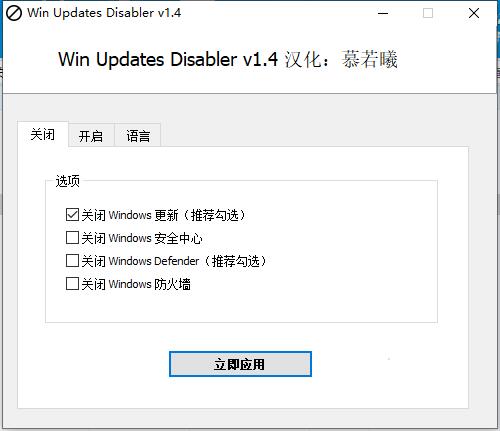 Win Updates Disabler v1.4
Win Updates Disabler v1.4 汉化：慕若曦
关闭 开启 语言
选项
关闭 Windows 更新（推荐勾选）
关闭 Windows 安全中心
关闭 Windows Defender（推荐勾选）
关闭 Windows 防火墙
立即应用